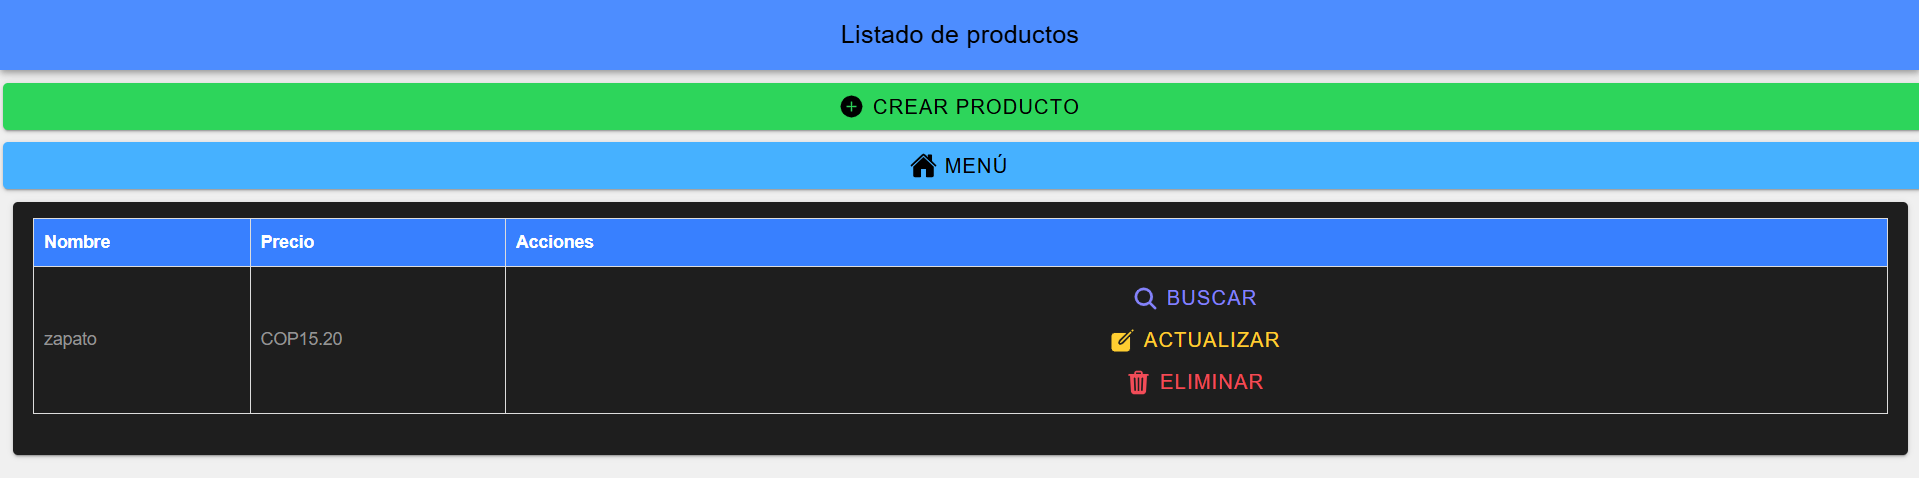 Listado de productos
CREAR PRODUCTO
MENÚ
Nombre Precio Acciones
BUSCAR
zapato COP15.20 ACTUALIZAR
ELIMINAR